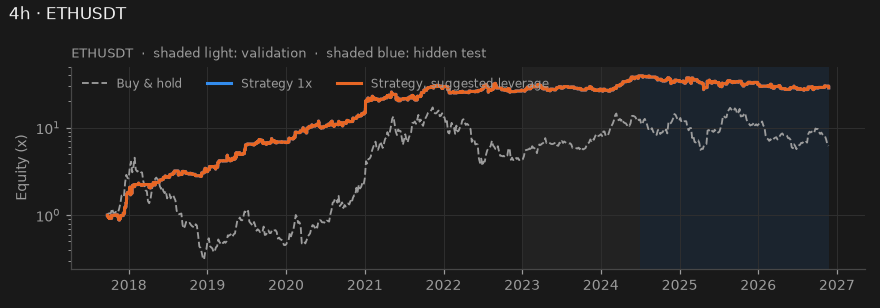 4h · ETHUSDT
ETHUSDT · shaded light: validation · shaded blue: hidden test
Buy & hold
Strategy 1x
Strategy, suggested leverage
Equity (x)
10¹
10⁰
2018 2019 2020 2021 2022 2023 2024 2025 2026 2027